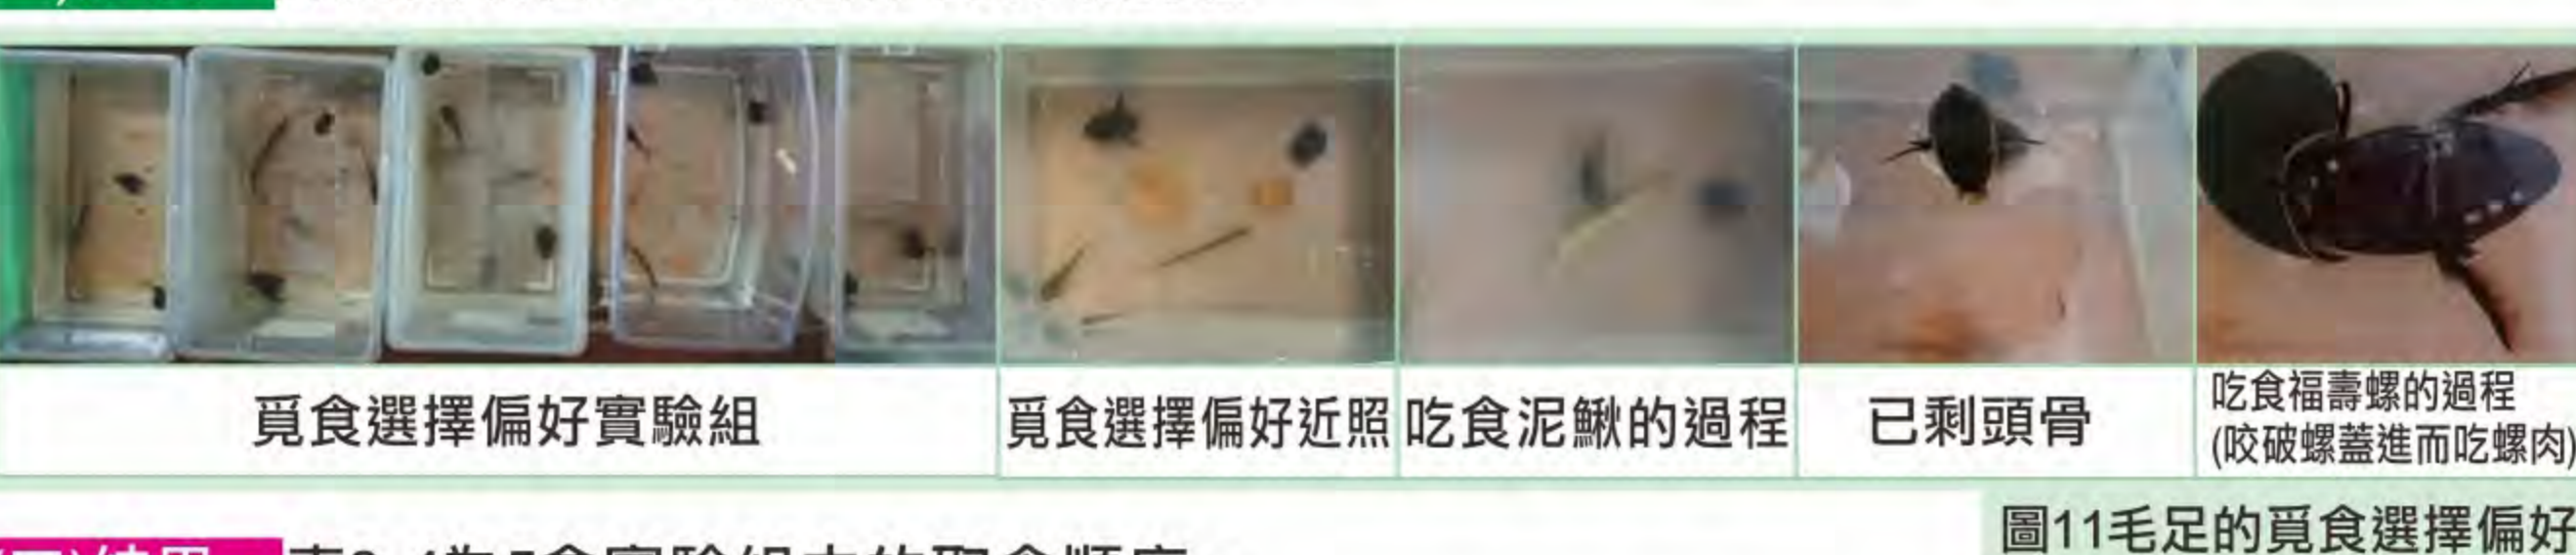 覓食選擇偏好實驗組
覓食選擇偏好近照
吃食泥鰍的過程
已剩頭骨
吃食福壽螺的過程
(咬破螺蓋進而吃螺肉)
圖11毛足的覓食選擇偏好